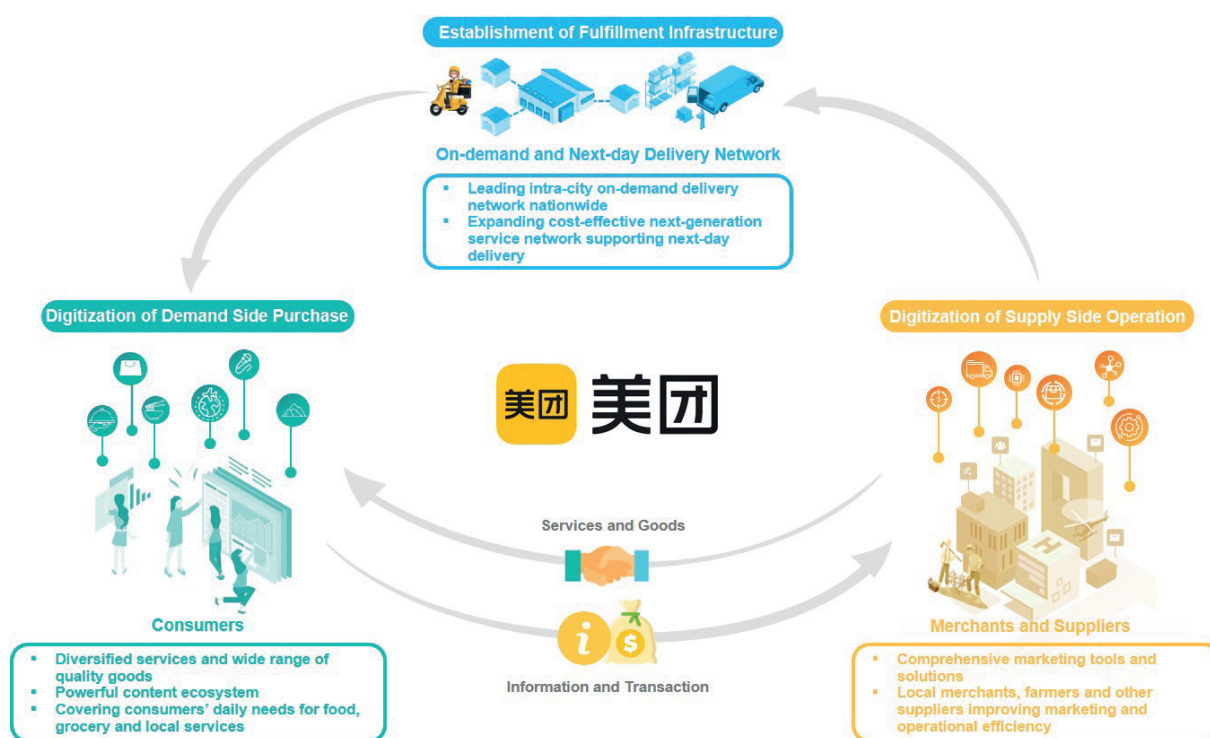 Establishment of Fulfillment Infrastructure
On-demand and Next-day Delivery Network
▪ Leading intra-city on-demand delivery
network nationwide
▪ Expanding cost-effective next-generation
service network supporting next-day
delivery
Digitization of Demand Side Purchase
Digitization of Supply Side Operation
美团 美团
Services and Goods
i
$
Information and Transaction
H
Consumers
▪ Diversified services and wide range of
quality goods
▪ Powerful content ecosystem
▪ Covering consumers’ daily needs for food,
grocery and local services
Merchants and Suppliers
▪ Comprehensive marketing tools and
solutions
▪ Local merchants, farmers and other
suppliers improving marketing and
operational efficiency